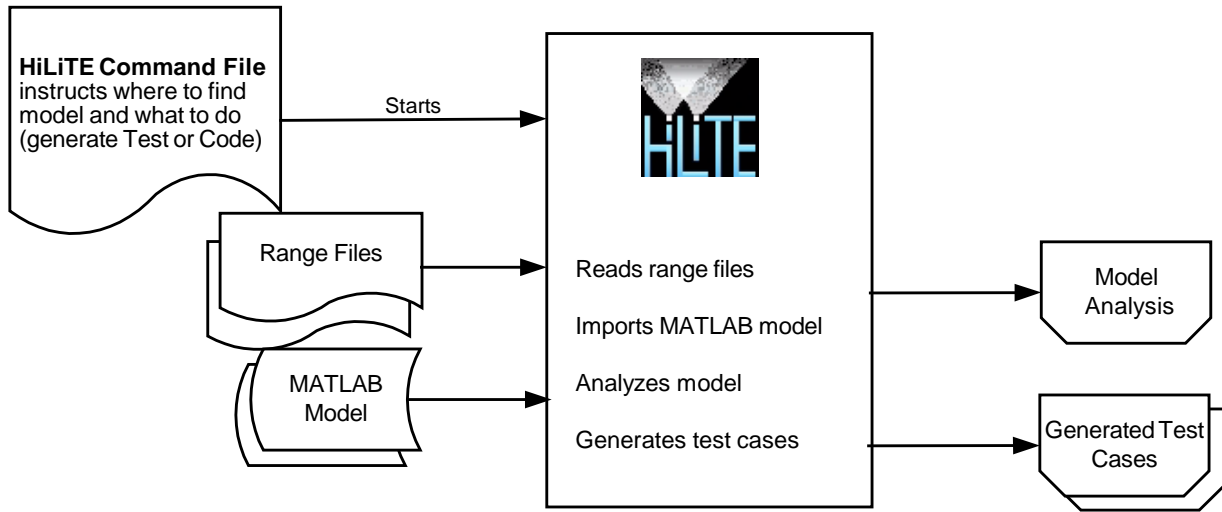 HiLiTE Command File
instructs where to find
model and what to do
(generate Test or Code)
Starts
HiLiTE
Range Files
Reads range files
Imports MATLAB model
Analyzes model
Generates test cases
MATLAB
Model
Model
Analysis
Generated Test
Cases